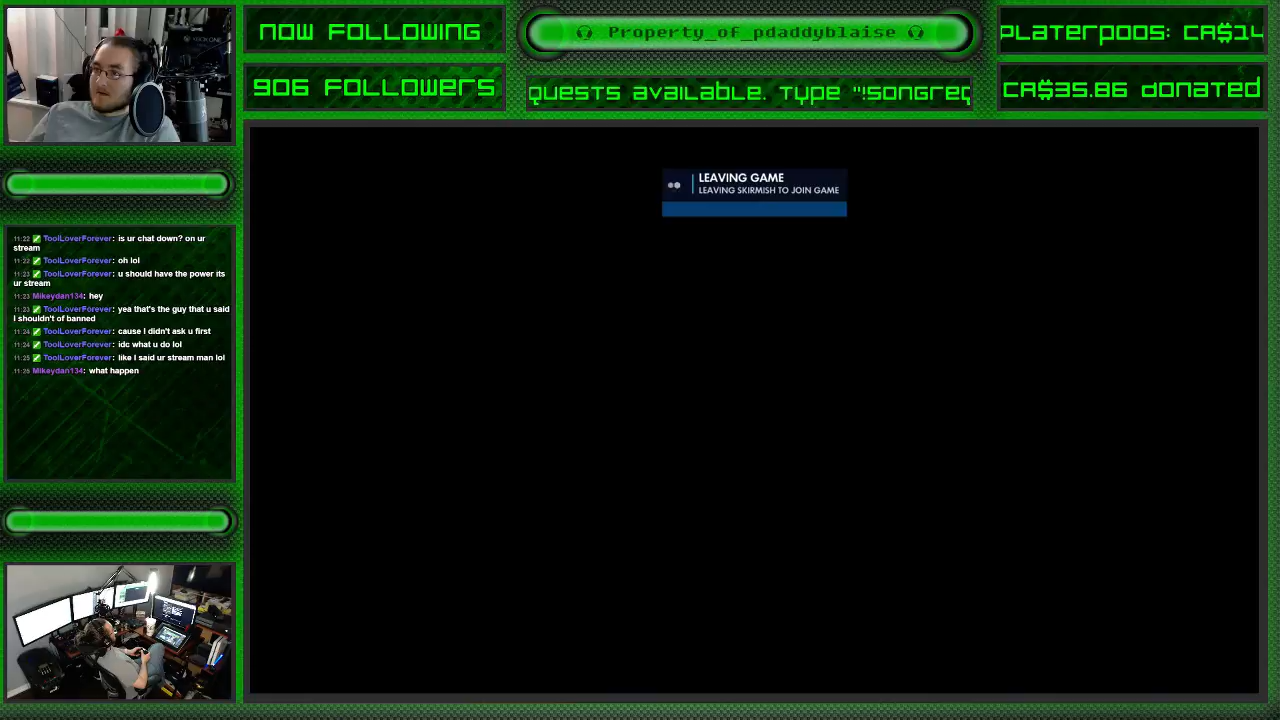 NOW FOLLOWING
906 FOLLOWERS
Property_of_pdaddyblaise
QUESTS AVAILABLE. TYPE "!SONGREQ
PLATERPOOS: CA$14
CA$35.86 DONATED
XBOX ONE
LEAVING GAME
LEAVING SKIRMISH TO JOIN GAME
11:22 ToolLoverForever: is ur chat down? on ur
stream
11:22 ToolLoverForever: oh lol
11:23 ToolLoverForever: u should have the power its
ur stream
11:23 Mikeydan134: hey
11:23 ToolLoverForever: yea that's the guy that u said
I shouldn't of banned
11:24 ToolLoverForever: cause I didn't ask u first
11:24 ToolLoverForever: idc what u do lol
11:25 ToolLoverForever: like I said ur stream man lol
11:25 Mikeydan134: what happen